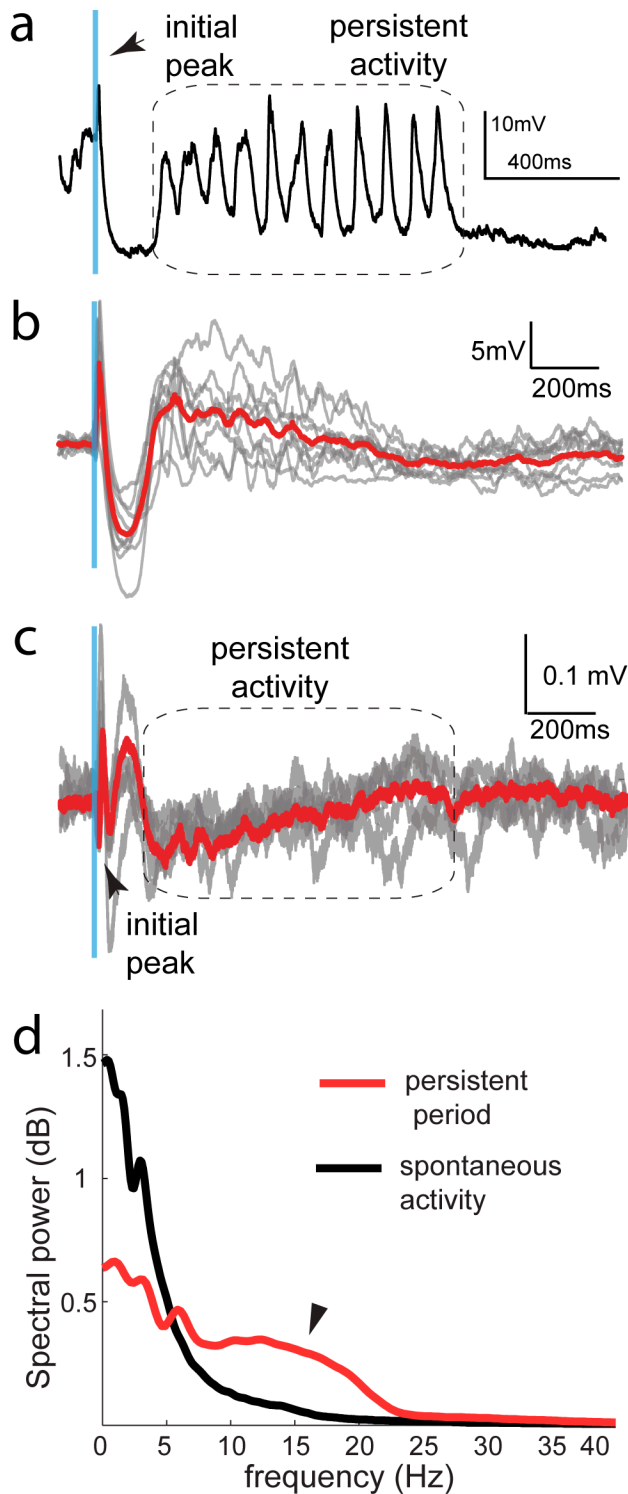 a
initial
peak
persistent
activity
10mV
400ms
b
5mV
200ms
c
persistent
activity
0.1 mV
200ms
initial
peak
d
1.5
1
0.5
Spectral power (dB)
persistent
period
spontaneous
activity
0 5 10 15 20 25 30 35 40
frequency (Hz)